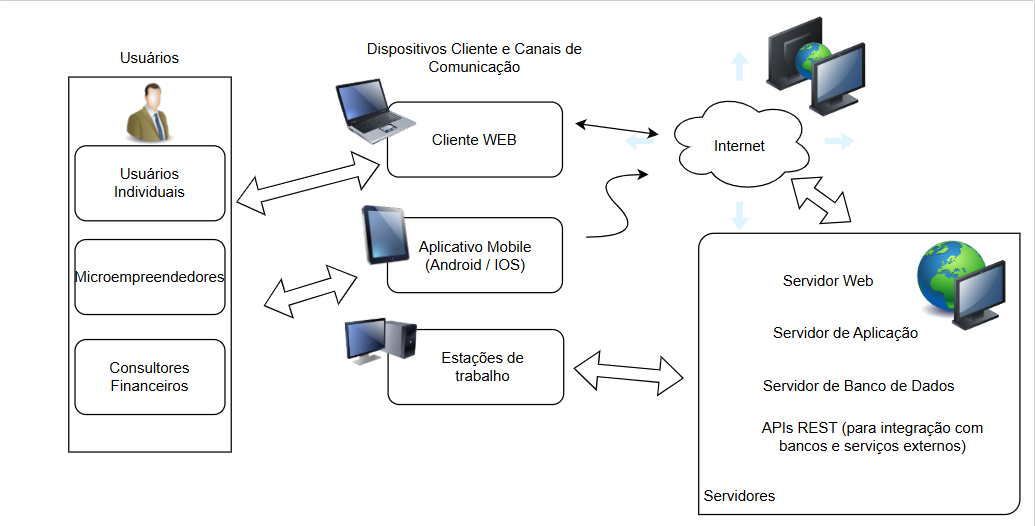 Usuários
Usuários
Individuais
Microempreendedores
Consultores
Financeiros
Dispositivos Cliente e Canais de
Comunicação
Cliente WEB
Aplicativo Mobile
(Android / IOS)
Estações de
trabalho
Internet
Servidor Web
Servidor de Aplicação
Servidor de Banco de Dados
APIs REST (para integração com
bancos e serviços externos)
Servidores